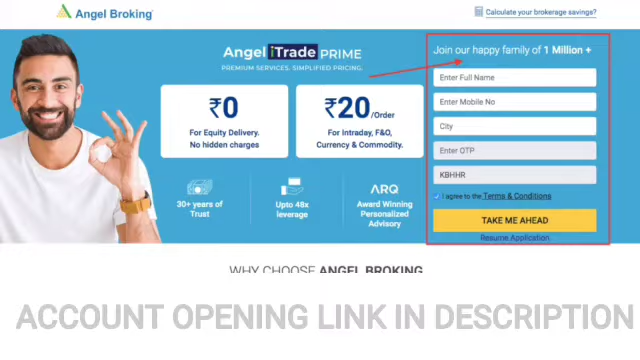 Angel Broking
Calculate your brokerage savings?
Angel iTrade PRIME
PREMIUM SERVICES. SIMPLIFIED PRICING.
₹0
For Equity Delivery.
No hidden charges
₹20/Order
For Intraday, F&O,
Currency & Commodity.
30+ years of
Trust
Upto 48x
leverage
ARQ
Award Winning
Personalized
Advisory
Join our happy family of 1 Million +
Enter Full Name
Enter Mobile No
City
Enter OTP
KBHHR
I agree to the Terms & Conditions
TAKE ME AHEAD
Resume Application
WHY CHOOSE ANGEL BROKING
ACCOUNT OPENING LINK IN DESCRIPTION